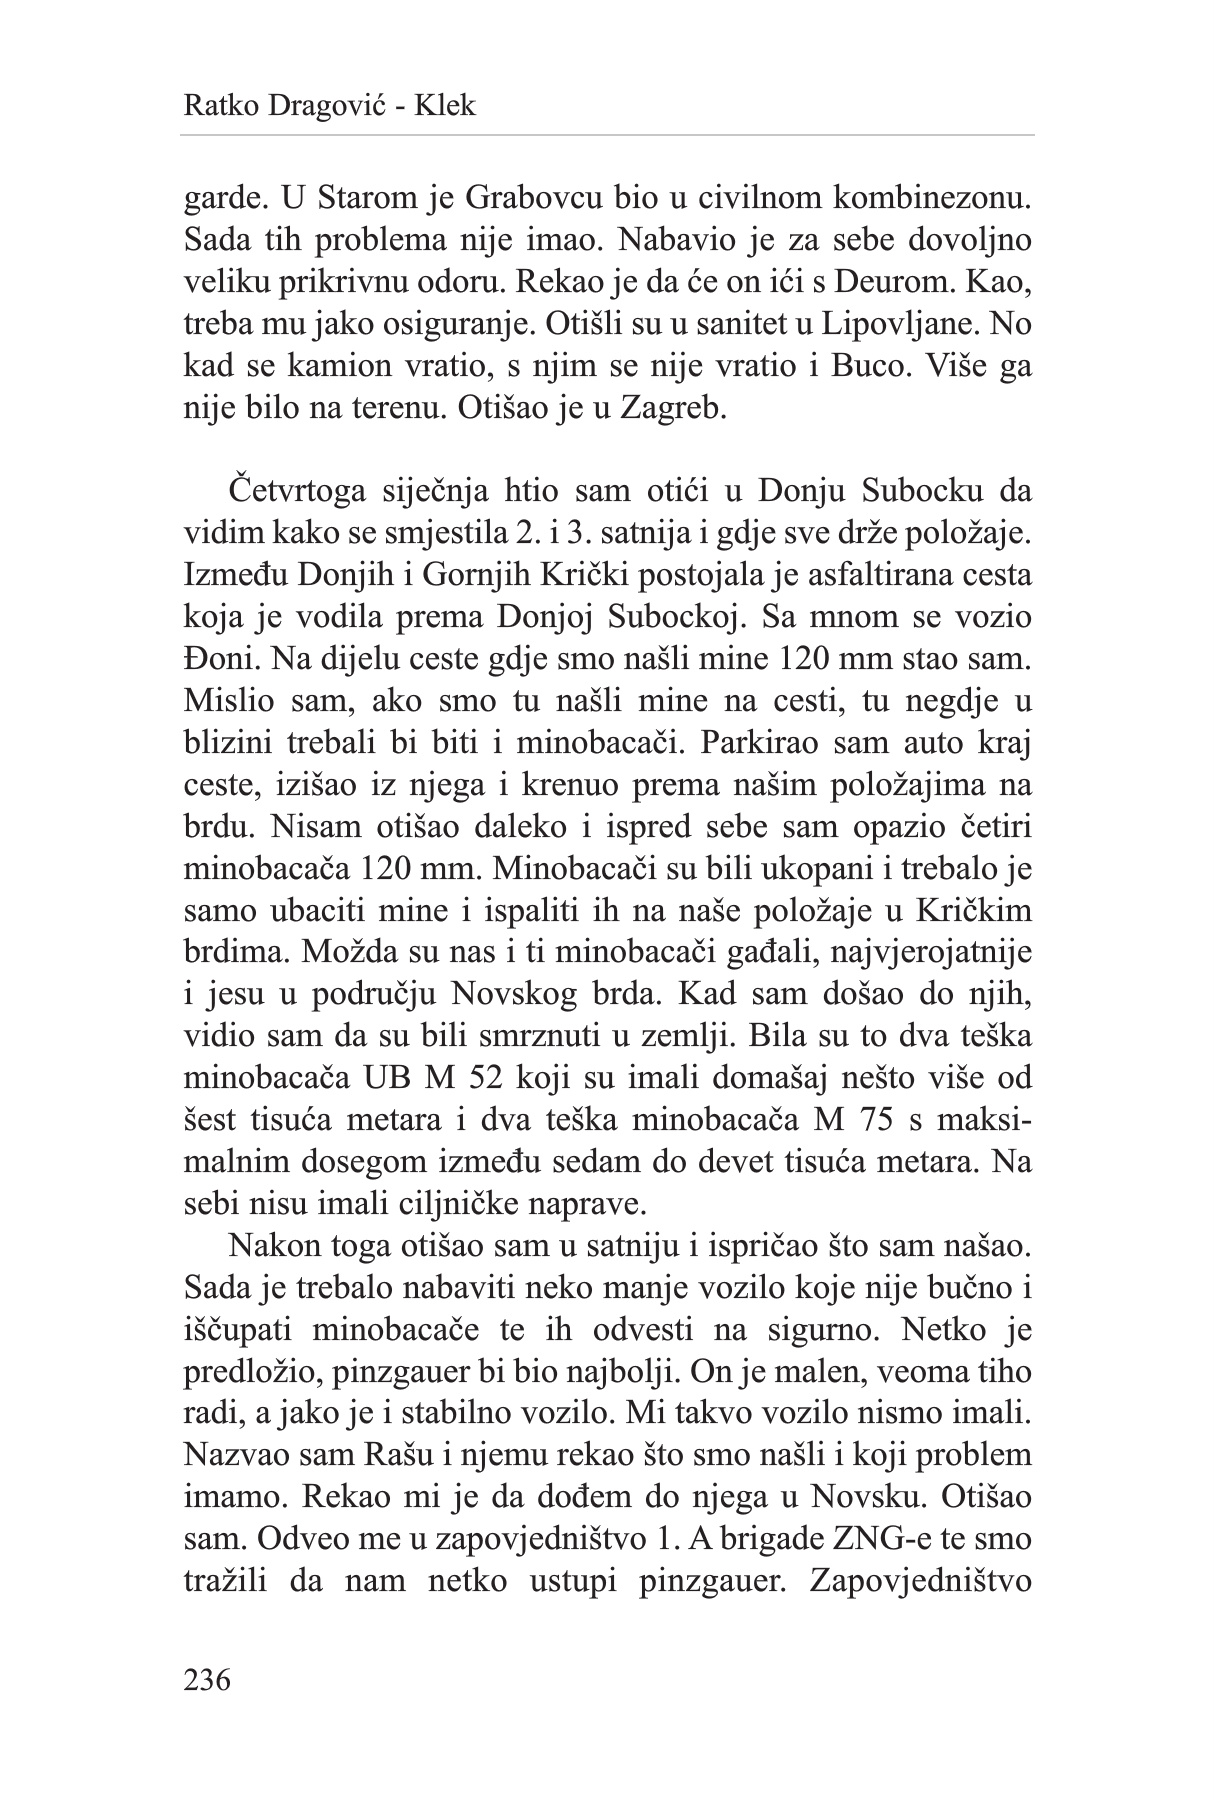 Ratko Dragović - Klek
garde. U Starom je Grabovcu bio u civilnom kombinezonu.
Sada tih problema nije imao. Nabavio je za sebe dovoljno
veliku prikrivnu odoru. Rekao je da će on ići s Deurom. Kao,
treba mu jako osiguranje. Otišli su u sanitet u Lipovljane. No
kad se kamion vratio, s njim se nije vratio i Buco. Više ga
nije bilo na terenu. Otišao je u Zagreb.
Četvrtoga siječnja htio sam otići u Donju Subocku da
vidim kako se smjestila 2. i 3. satnija i gdje sve drže položaje.
Između Donjih i Gornjih Krički postojala je asfaltirana cesta
koja je vodila prema Donjoj Subockoj. Sa mnom se vozio
Đoni. Na dijelu ceste gdje smo našli mine 120 mm stao sam.
Mislio sam, ako smo tu našli mine na cesti, tu negdje u
blizini trebali bi biti i minobacači. Parkirao sam auto kraj
ceste, izišao iz njega i krenuo prema našim položajima na
brdu. Nisam otišao daleko i ispred sebe sam opazio četiri
minobacača 120 mm. Minobacači su bili ukopani i trebalo je
samo ubaciti mine i ispaliti ih na naše položaje u Kričkim
brdima. Možda su nas i ti minobacači gađali, najvjerojatnije
i jesu u području Novskog brda. Kad sam došao do njih,
vidio sam da su bili smrznuti u zemlji. Bila su to dva teška
minobacača UB M 52 koji su imali domašaj nešto više od
šest tisuća metara i dva teška minobacača M 75 s maksi-
malnim dosegom između sedam do devet tisuća metara. Na
sebi nisu imali ciljničke naprave.
Nakon toga otišao sam u satniju i ispričao što sam našao.
Sada je trebalo nabaviti neko manje vozilo koje nije bučno i
iščupati minobacače te ih odvesti na sigurno. Netko je
predložio, pinzgauer bi bio najbolji. On je malen, veoma tiho
radi, a jako je i stabilno vozilo. Mi takvo vozilo nismo imali.
Nazvao sam Rašu i njemu rekao što smo našli i koji problem
imamo. Rekao mi je da dođem do njega u Novsku. Otišao
sam. Odveo me u zapovjedništvo 1. A brigade ZNG-e te smo
tražili da nam netko ustupi pinzgauer. Zapovjedništvo
236